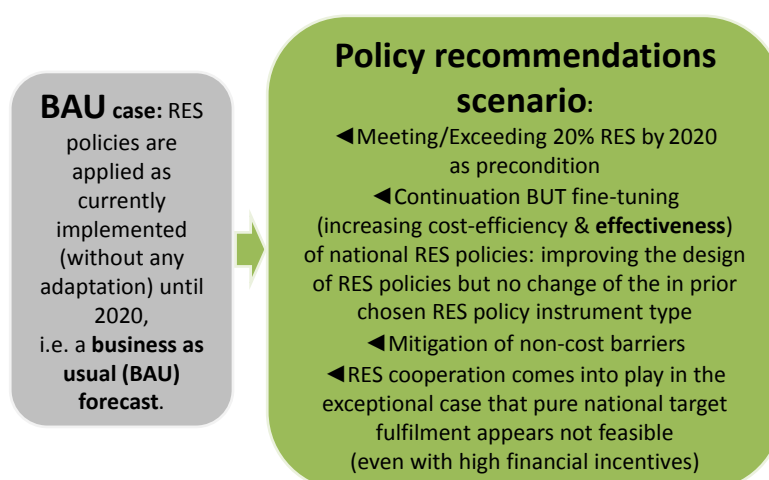 BAU case: RES
policies are
applied as
currently
implemented
(without any
adaptation) until
2020,
i.e. a business as
usual (BAU)
forecast.
Policy recommendations
scenario:
◄Meeting/Exceeding 20% RES by 2020
as precondition
◄Continuation BUT fine-tuning
(increasing cost-efficiency & effectiveness)
of national RES policies: improving the design
of RES policies but no change of the in prior
chosen RES policy instrument type
◄Mitigation of non-cost barriers
◄RES cooperation comes into play in the
exceptional case that pure national target
fulfilment appears not feasible
(even with high financial incentives)